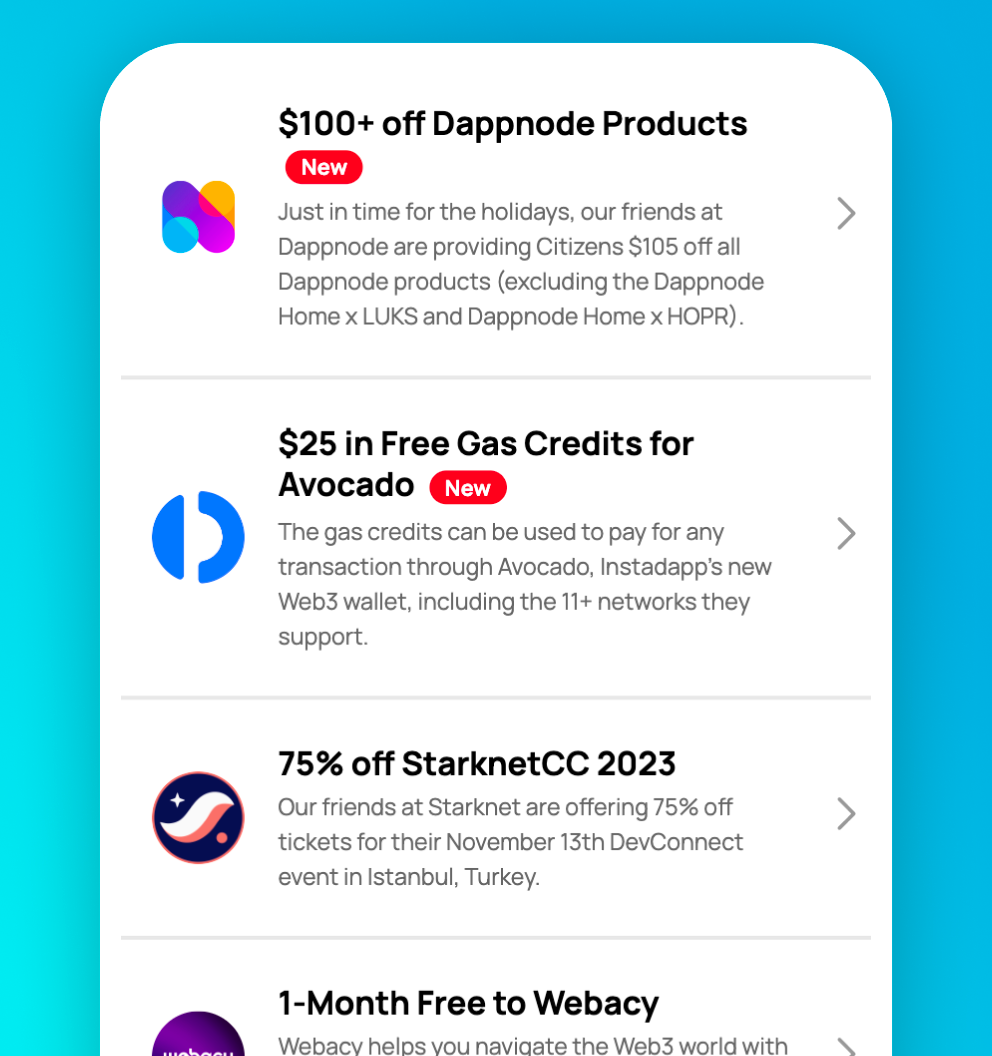 $100+ off Dappnode Products
New
Just in time for the holidays, our friends at
Dappnode are providing Citizens $105 off all
Dappnode products (excluding the Dappnode
Home x LUKS and Dappnode Home x HOPR).
$25 in Free Gas Credits for
Avocado New
The gas credits can be used to pay for any
transaction through Avocado, Instadapp's new
Web3 wallet, including the 11+ networks they
support.
75% off StarknetCC 2023
Our friends at Starknet are offering 75% off
tickets for their November 13th DevConnect
event in Istanbul, Turkey.
1-Month Free to Webacy
webacy
Webacy helps you navigate the Web3 world with